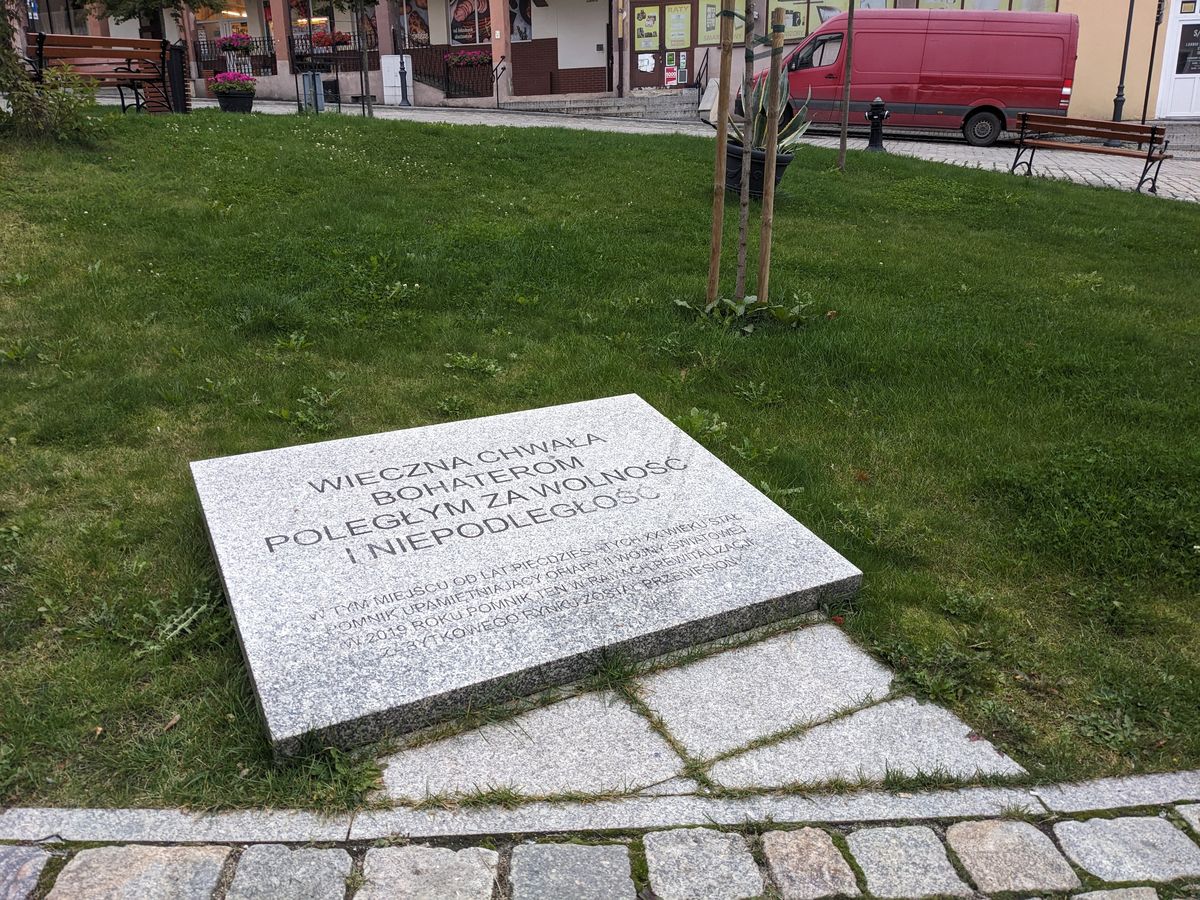 RATY
WIECZNA CHWAŁA
BOHATEROM
POLEGŁYM ZA WOLNOŚĆ
I NIEPODLEGŁOŚĆ
W TYM MIEJSCU OD LAT PIĘĆDZIESIĄTYCH XX WIEKU STAŁ
POMNIK UPAMIĘTNIAJĄCY OFIARY II WOJNY ŚWIATOWEJ
W 2019 ROKU POMNIK TEN W RAMACH REWITALIZACJI
ZABYTKOWEGO RYNKU ZOSTAŁ PRZENIESIONY